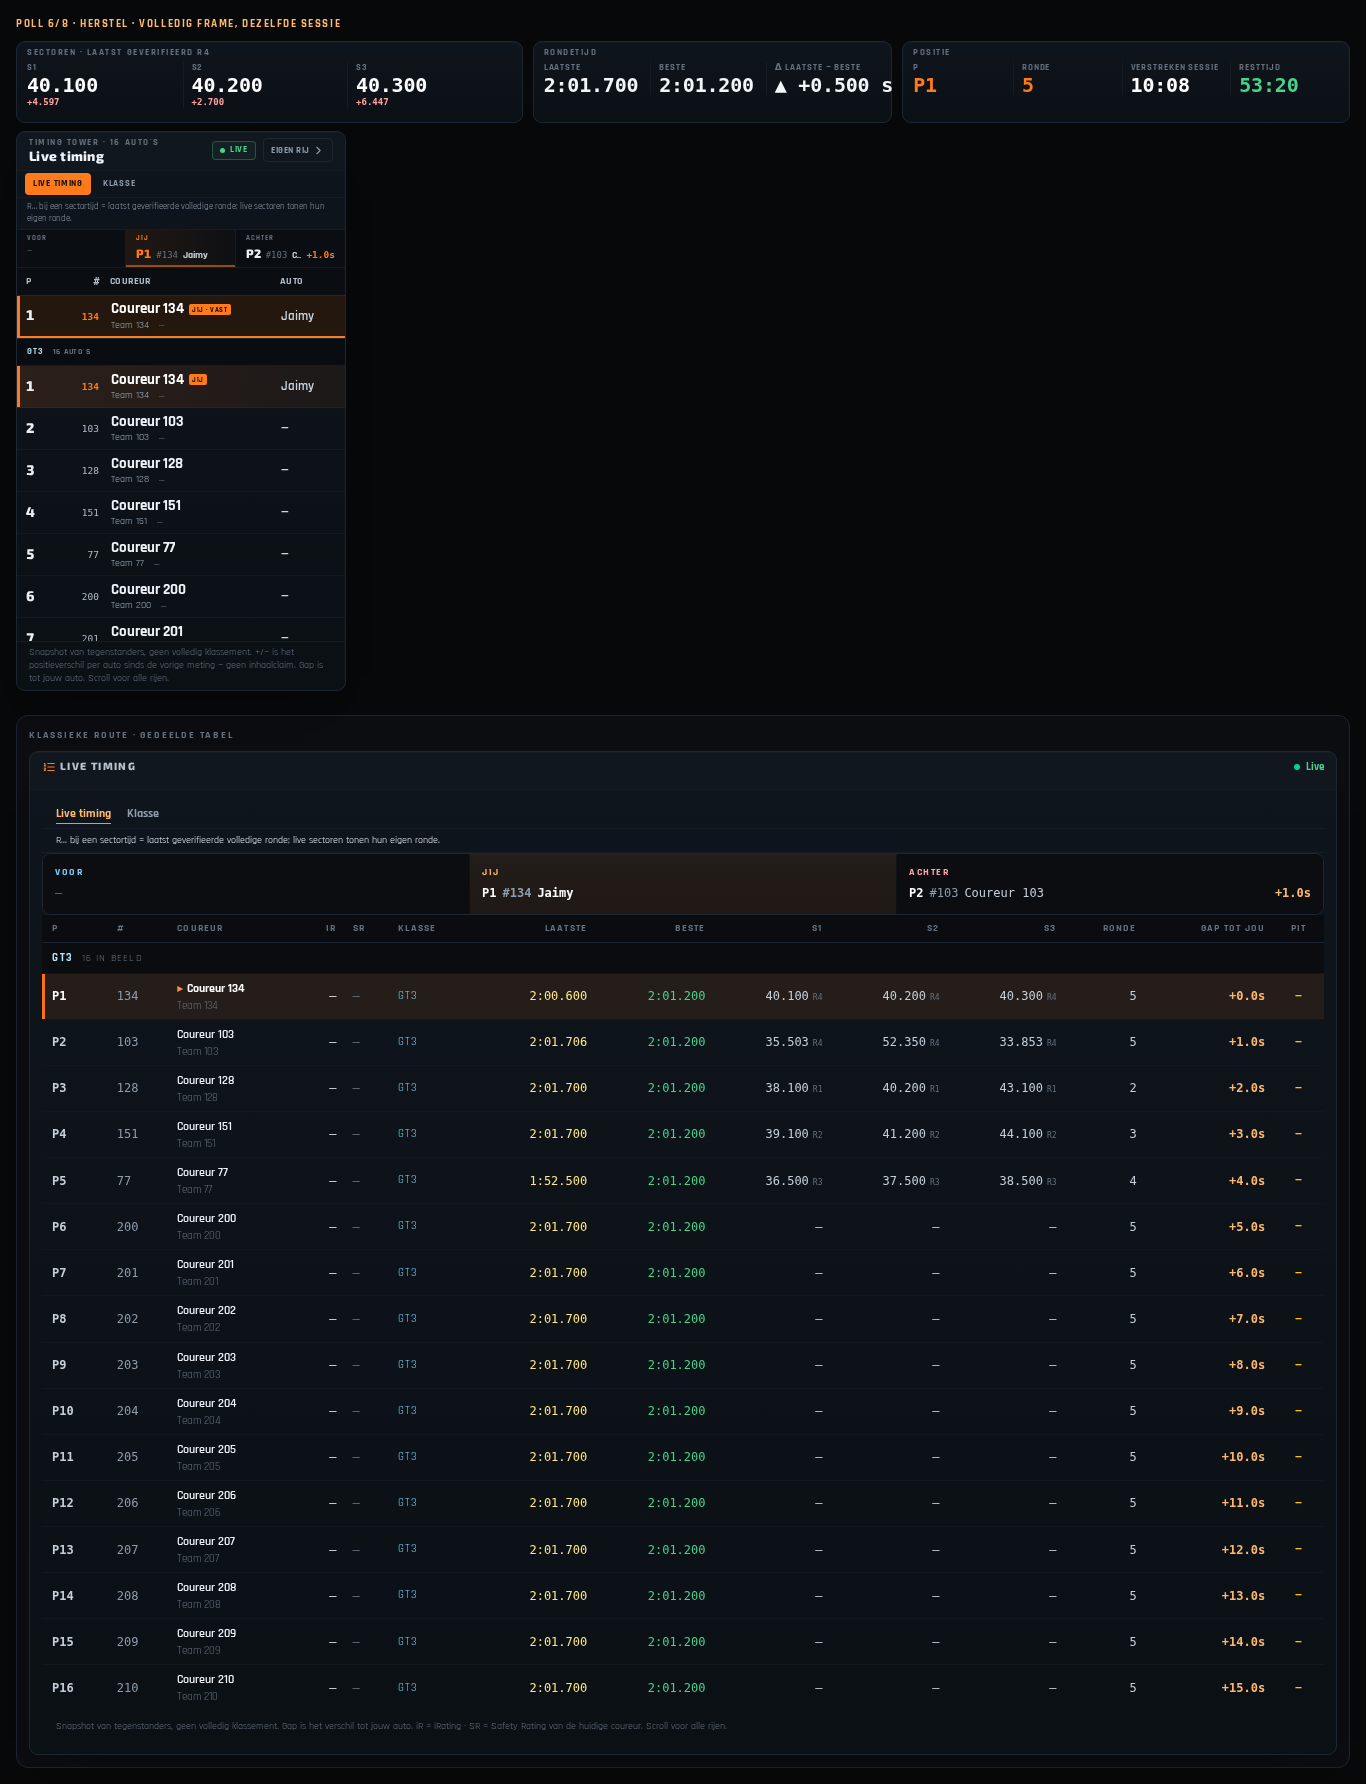 POLL 6/8 · HERSTEL · VOLLEDIG FRAME, DEZELFDE SESSIE
SECTOREN · LAATST GEVERIFIEERD R4
S1 S2 S3
40.100 40.200 40.300
+4.597 +2.700 +6.447
RONDETIJD
LAATSTE BESTE Δ LAATSTE − BESTE
2:01.700 2:01.200 ▲ +0.500 s
POSITIE
P RONDE VERSTREKEN SESSIE RESTTIJD
P1 5 10:08 53:20
TIMING TOWER · 16 AUTO'S
Live timing
LIVE
EIGEN RIJ >
LIVE TIMING KLASSE
R… bij een sectortijd = laatst geverifieerde volledige ronde; live sectoren tonen hun
eigen ronde.
VOOR JIJ ACHTER
— P1 #134 Jaimy P2 #103 C… +1.0s
P # COUREUR AUTO
1 134 Coureur 134 JIJ · VAST Jaimy
Team 134 —
GT3 16 AUTO'S
1 134 Coureur 134 JIJ Jaimy
Team 134 —
2 103 Coureur 103 —
Team 103 —
3 128 Coureur 128 —
Team 128 —
4 151 Coureur 151 —
Team 151 —
5 77 Coureur 77 —
Team 77 —
6 200 Coureur 200 —
Team 200 —
7 201 Coureur 201 —
Snapshot van tegenstanders, geen volledig klassement. +/− is het
positieverschil per auto sinds de vorige meting — geen inhaalclaim. Gap is
tot jouw auto. Scroll voor alle rijen.
KLASSIEKE ROUTE · GEDEELDE TABEL
LIVE TIMING
Live
Live timing Klasse
R… bij een sectortijd = laatst geverifieerde volledige ronde; live sectoren tonen hun eigen ronde.
VOOR JIJ ACHTER
— P1 #134 Jaimy P2 #103 Coureur 103 +1.0s
P # COUREUR IR SR KLASSE LAATSTE BESTE S1 S2 S3 RONDE GAP TOT JOU PIT
GT3 16 IN BEELD
P1 134 ▸ Coureur 134 — — GT3 2:00.600 2:01.200 40.100 R4 40.200 R4 40.300 R4 5 +0.0s —
Team 134
P2 103 Coureur 103 — — GT3 2:01.706 2:01.200 35.503 R4 52.350 R4 33.853 R4 5 +1.0s —
Team 103
P3 128 Coureur 128 — — GT3 2:01.700 2:01.200 38.100 R1 40.200 R1 43.100 R1 2 +2.0s —
Team 128
P4 151 Coureur 151 — — GT3 2:01.700 2:01.200 39.100 R2 41.200 R2 44.100 R2 3 +3.0s —
Team 151
P5 77 Coureur 77 — — GT3 1:52.500 2:01.200 36.500 R3 37.500 R3 38.500 R3 4 +4.0s —
Team 77
P6 200 Coureur 200 — — GT3 2:01.700 2:01.200 — — — 5 +5.0s —
Team 200
P7 201 Coureur 201 — — GT3 2:01.700 2:01.200 — — — 5 +6.0s —
Team 201
P8 202 Coureur 202 — — GT3 2:01.700 2:01.200 — — — 5 +7.0s —
Team 202
P9 203 Coureur 203 — — GT3 2:01.700 2:01.200 — — — 5 +8.0s —
Team 203
P10 204 Coureur 204 — — GT3 2:01.700 2:01.200 — — — 5 +9.0s —
Team 204
P11 205 Coureur 205 — — GT3 2:01.700 2:01.200 — — — 5 +10.0s —
Team 205
P12 206 Coureur 206 — — GT3 2:01.700 2:01.200 — — — 5 +11.0s —
Team 206
P13 207 Coureur 207 — — GT3 2:01.700 2:01.200 — — — 5 +12.0s —
Team 207
P14 208 Coureur 208 — — GT3 2:01.700 2:01.200 — — — 5 +13.0s —
Team 208
P15 209 Coureur 209 — — GT3 2:01.700 2:01.200 — — — 5 +14.0s —
Team 209
P16 210 Coureur 210 — — GT3 2:01.700 2:01.200 — — — 5 +15.0s —
Team 210
Snapshot van tegenstanders, geen volledig klassement. Gap is het verschil tot jouw auto. iR = iRating · SR = Safety Rating van de huidige coureur. Scroll voor alle rijen.